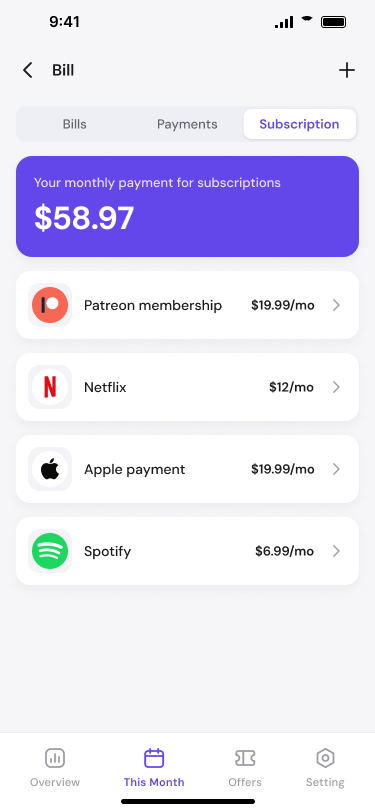 9:41
Bill
Bills Payments Subscription
Your monthly payment for subscriptions
$58.97
Patreon membership $19.99/mo
N Netflix $12/mo
Apple payment $19.99/mo
Spotify $6.99/mo
Overview This Month Offers Setting